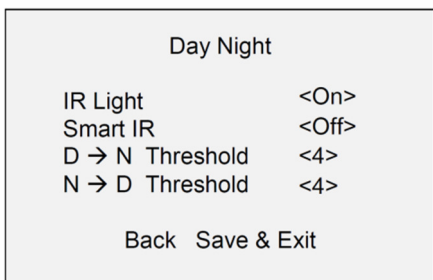 Day Night
IR Light <On>
Smart IR <Off>
D → N Threshold <4>
N → D Threshold <4>
Back Save & Exit